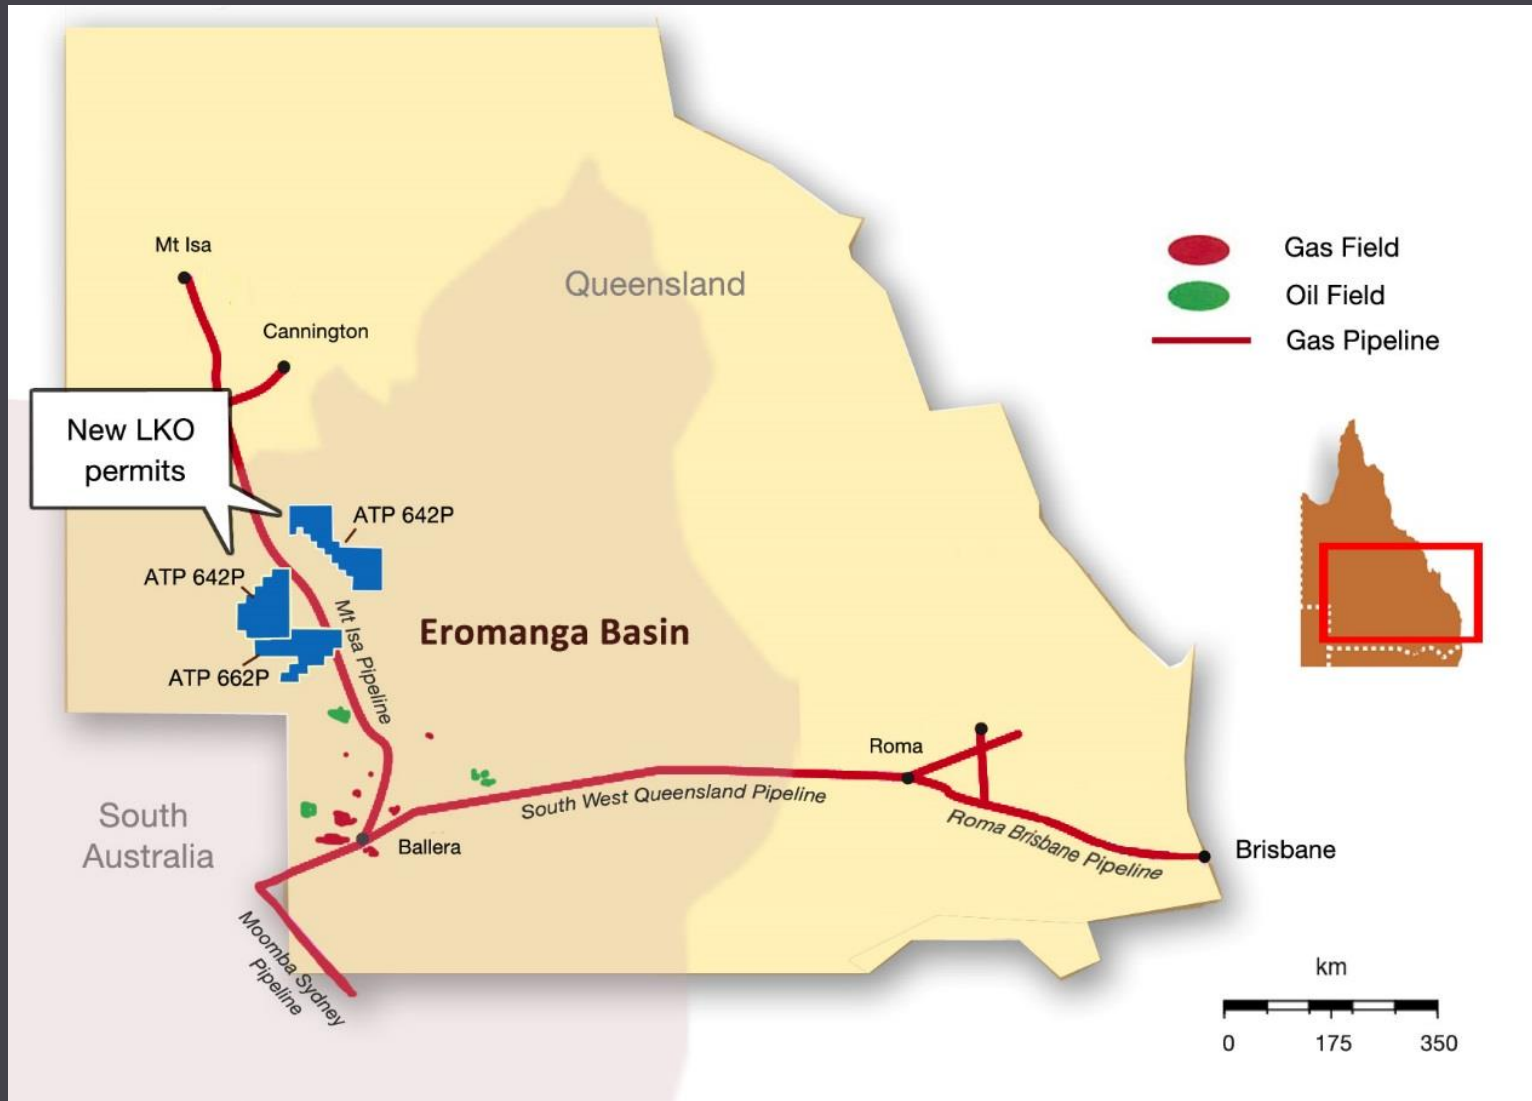 Mt Isa
Queensland
Cannington
New LKO
permits
ATP 642P
ATP 642P
ATP 662P
Mt Isa Pipeline
Eromanga Basin
South West Queensland Pipeline
Roma
Roma Brisbane Pipeline
Brisbane
Ballera
South
Australia
Moomba Sydney
Pipeline
Gas Field
Oil Field
Gas Pipeline
km
0 175 350